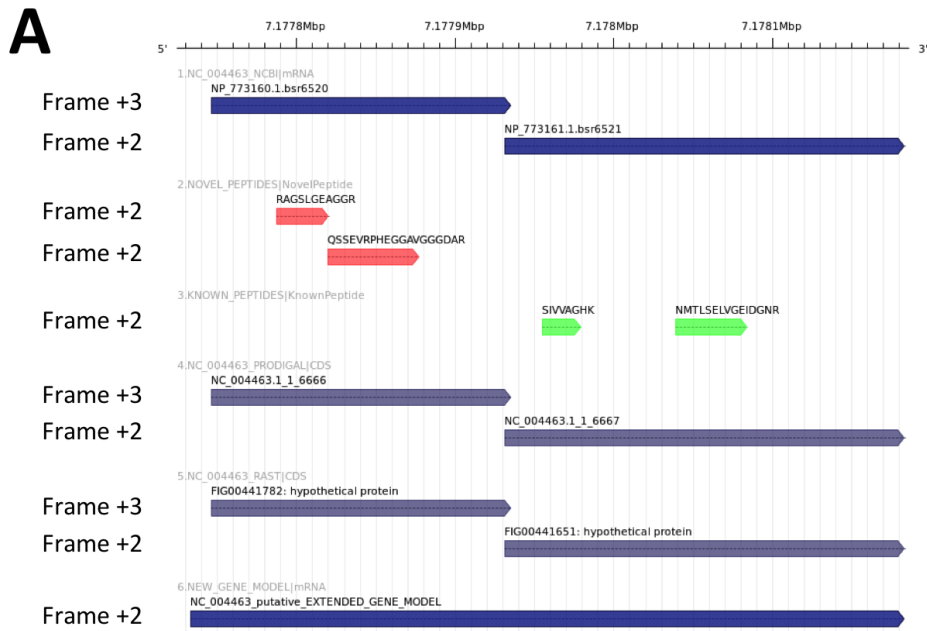 A
7.1778Mbp 7.1779Mbp 7.178Mbp 7.1781Mbp
5' 3'
1.NC_004463_NCBI|mRNA
NP_773160.1.bsr6520
Frame +3
NP_773161.1.bsr6521
Frame +2
2.NOVEL_PEPTIDES|NovelPeptide
RAGSLGEAGGR
Frame +2
QSSEVRPHEGGAVGGGDAR
Frame +2
3.KNOWN_PEPTIDES|KnownPeptide
SIVVAGHK NMTLSELVGEIDGNR
Frame +2
4.NC_004463_PRODIGAL|CDS
NC_004463.1_1_6666
Frame +3
NC_004463.1_1_6667
Frame +2
5.NC_004463_RAST|CDS
FIG00441782: hypothetical protein
Frame +3
FIG00441651: hypothetical protein
Frame +2
6.NEW_GENE_MODEL|mRNA
NC_004463_putative_EXTENDED_GENE_MODEL
Frame +2